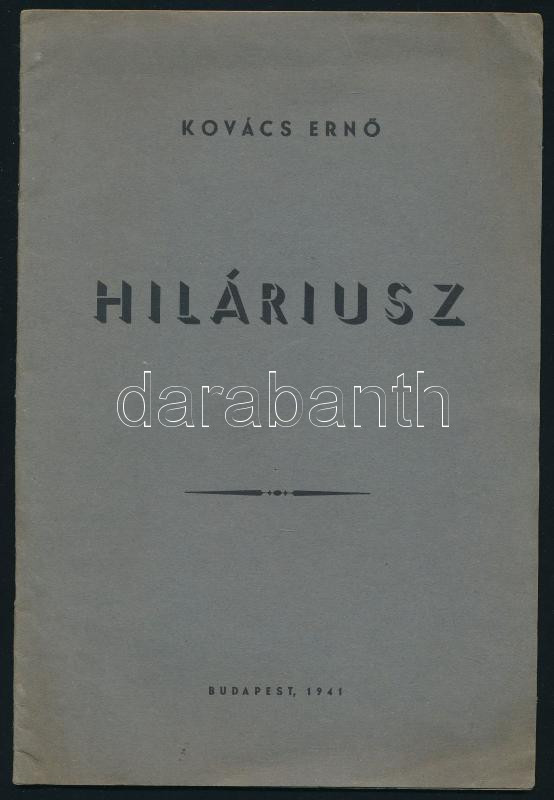 KOVÁCS ERNŐ
HILÁRIUSZ
darabanth
BUDAPEST, 1941